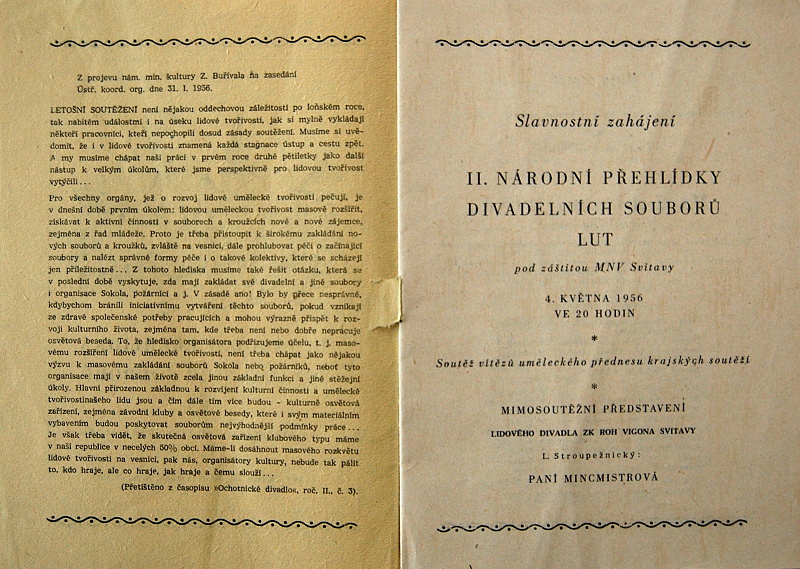 Z projevu nám. min. kultury Z. Buřivala na zasedání
Ústř. koord. org. dne 31. I. 1956.
LETOŠNÍ SOUTĚŽENÍ není nějakou oddechovou záležitostí po loňském roce,
tak nabitém událostmi i na úseku lidové tvořivosti, jak si mylně vykládají
někteří pracovníci, kteří nepochopili dosud zásady soutěžení. Musíme si uvě-
domit, že i v lidové tvořivosti znamená každá stagnace ústup a cestu zpět.
A my musíme chápat naši práci v prvém roce druhé pětiletky jako další
nástup k velkým úkolům, které jsme perspektivně pro lidovou tvořivost
vytýčili...
Pro všechny orgány, jež o rozvoj lidové umělecké tvořivosti pečují, je
v dnešní době prvním úkolem: lidovou uměleckou tvořivost masově rozšířit,
získávat k aktivní činnosti v souborech a kroužcích nové a nové zájemce,
zejména z řad mládeže. Proto je třeba přistoupit k širokému zakládání no-
vých souborů a kroužků, zvláště na vesnici, dále prohlubovat péči o začínající
soubory a nalézt správné formy péče i o takové kolektivy, které se scházejí
jen příležitostně... Z tohoto hlediska musíme také řešit otázku, která se
v poslední době vyskytuje, zda mají zakládat své divadelní a jiné soubory
i organisace Sokola, požárníci a j. V zásadě ano! Bylo by přece nesprávné,
kdybychom bránili iniciativnímu vytváření těchto souborů, pokud vznikají
ze zdravé společenské potřeby pracujících a mohou výrazně přispět k roz-
voji kulturního života, zejména tam, kde třeba není nebo dobře nepracuje
osvětová beseda. To, že hledisko organisátora podřizujeme účelu, t. j. maso-
vému rozšíření lidové umělecké tvořivosti, není třeba chápat jako nějakou
výzvu k masovému zakládání souborů Sokola nebo požárníků, neboť tyto
organisace mají v našem životě zcela jinou základní funkci a jiné stěžejní
úkoly. Hlavní přirozenou základnou k rozvíjení kulturní činnosti a umělecké
tvořivostinašeho lidu jsou a čím dále tím více budou - kulturně osvětová
zařízení, zejména závodní kluby a osvětové besedy, které i svým materiálním
vybavením budou poskytovat souborům nejvýhodnější podmínky práce...
Je však třeba vidět, že skutečná osvětová zařízení klubového typu máme
v naší republice v necelých 50% obcí. Máme-li dosáhnout masového rozkvětu
lidové tvořivosti na vesnici, pak nás, organisátory kultury, nebude tak pálit
to, kdo hraje, ale co hraje, jak hraje a čemu slouží...
(Přetištěno z časopisu »Ochotnické divadlo«, roč. II., č. 3).
Slavnostní zahájení
II. NÁRODNÍ PŘEHLÍDKY
DIVADELNÍCH SOUBORŮ
LUT
pod záštitou MNV Svitavy
4. KVĚTNA 1956
VE 20 HODIN
*
Soutěž vítězů uměleckého přednesu krajských soutěží
*
MIMOSOUTĚŽNÍ PŘEDSTAVENÍ
LIDOVÉHO DIVADLA ZK ROH VIGONA SVITAVY
L. Stroupežnický:
PANÍ MINCMISTROVÁ